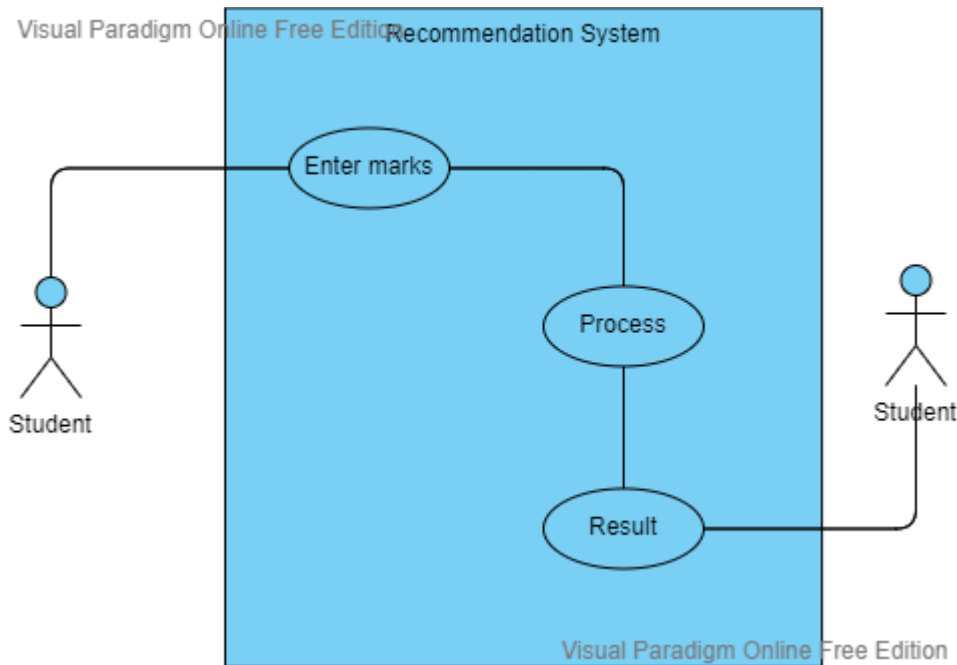 Visual Paradigm Online Free Edition
Recommendation System
Enter marks
Process
Student
Student
Result
Visual Paradigm Online Free Edition